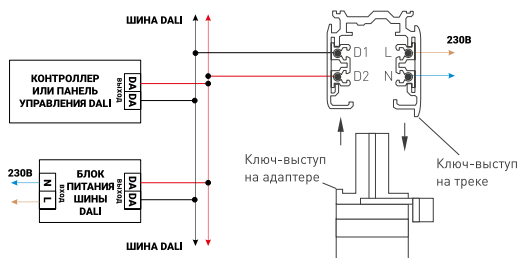 ШИНА DALI
230В
D1
L
D2
N
КОНТРОЛЛЕР
ИЛИ ПАНЕЛЬ
УПРАВЛЕНИЯ DALI
ВЫХОД
DA DA
Ключ-выступ
на адаптере
Ключ-выступ
на треке
230В
N L
ВХОД
БЛОК
ПИТАНИЯ
ШИНЫ
DALI
ВЫХОД
DA DA
ШИНА DALI